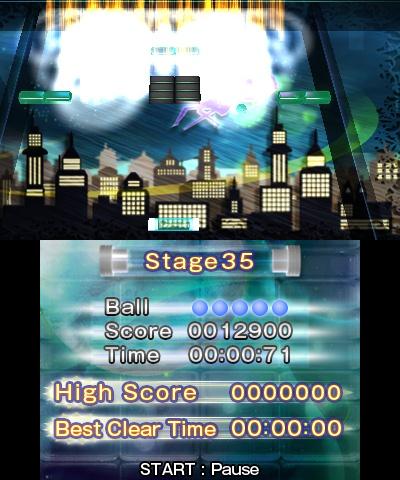 Stage35
Ball
Score 0012900
Time 00:00:71
High Score 0000000
Best Clear Time 00:00:00
START : Pause